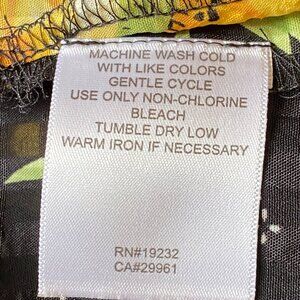 MACHINE WASH COLD
WITH LIKE COLORS
GENTLE CYCLE
USE ONLY NON-CHLORINE
BLEACH
TUMBLE DRY LOW
WARM IRON IF NECESSARY
RN#19232
CA#29961